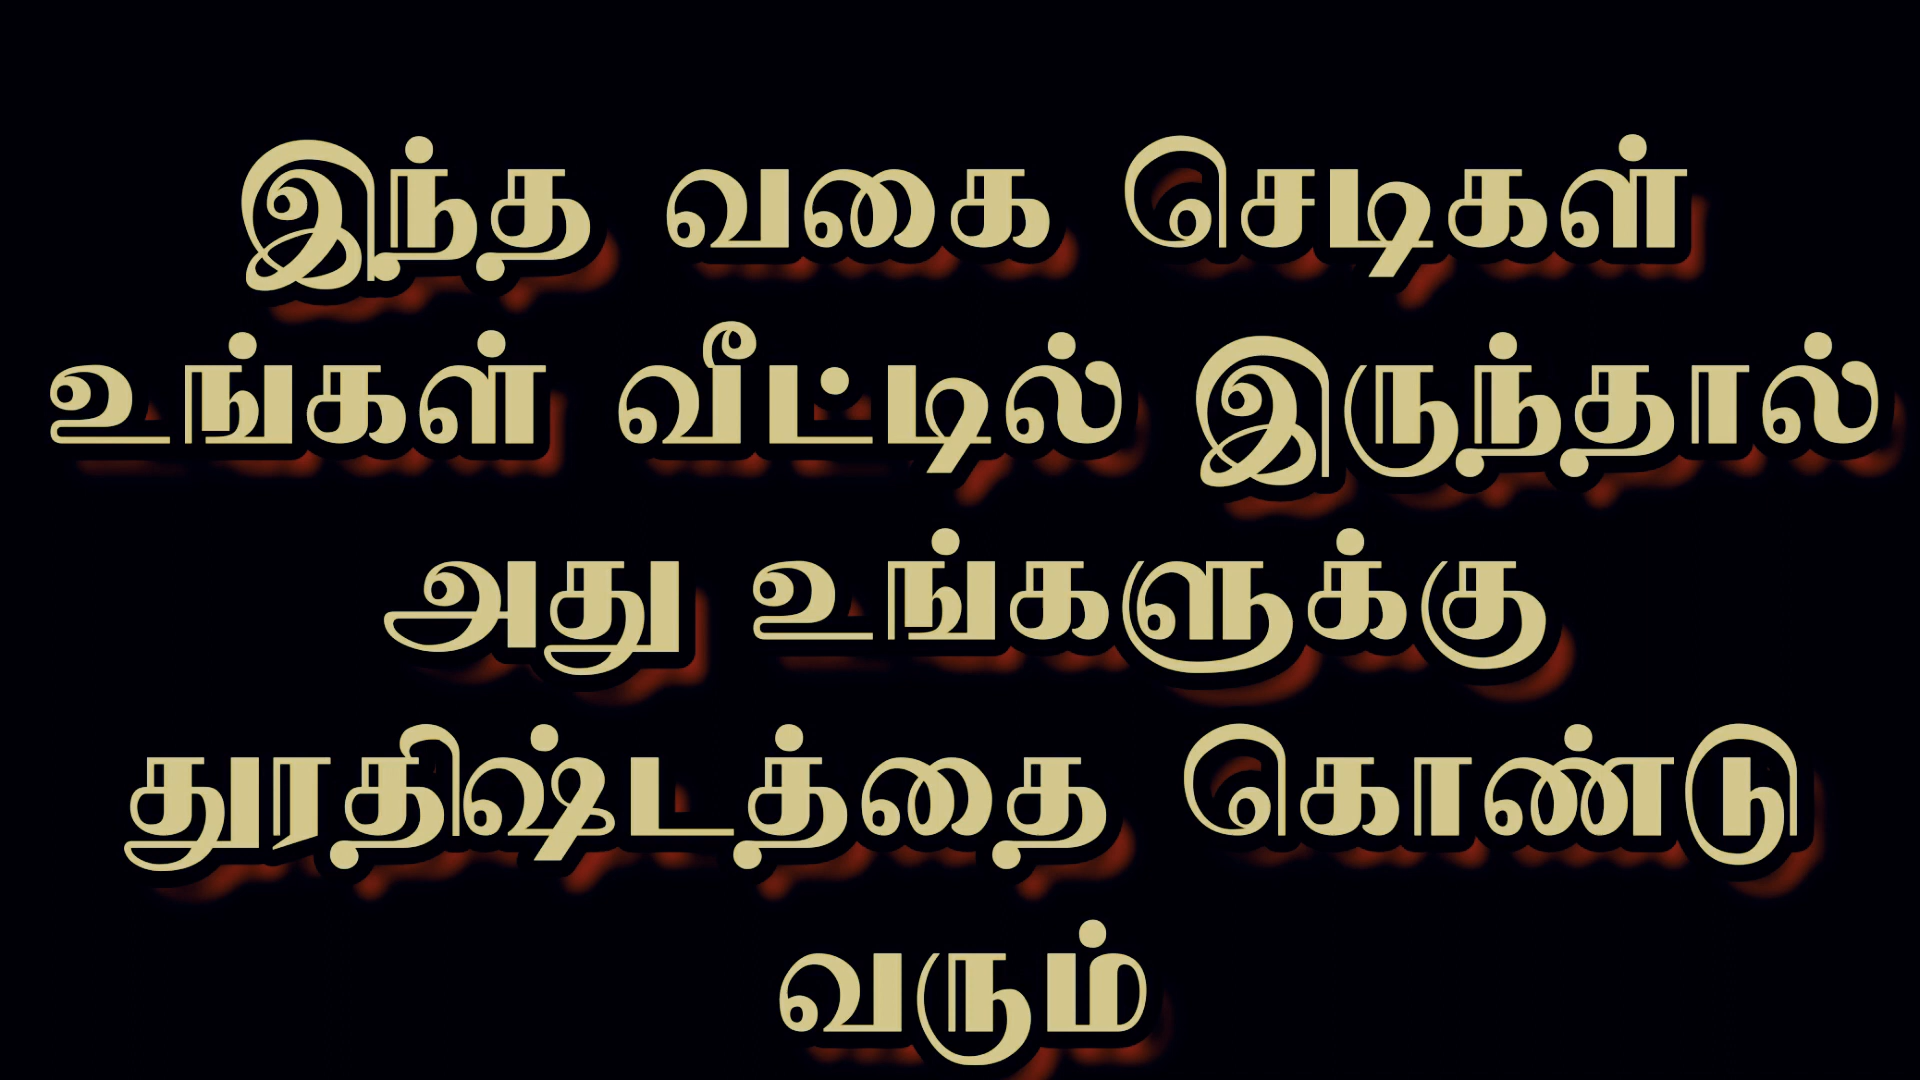 இந்த வகை செடிகள்
உங்கள் வீட்டில் இருந்தால்
அது உங்களுக்கு
துரதிஷ்டத்தை கொண்டு
வரும்